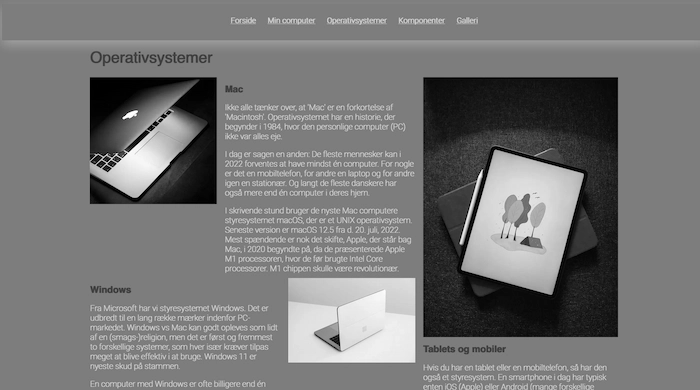 Forside Min computer Operativsystemer Komponenter Galleri
Operativsystemer
Mac
Ikke alle tænker over, at 'Mac' er en forkortelse af
'Macintosh'. Operativsystemet har en historie, der
begynder i 1984, hvor den personlige computer (PC)
ikke var alles eje.
I dag er sagen en anden: De fleste mennesker kan i
2022 forventes at have mindst én computer. For nogle
er det en mobiltelefon, for andre en laptop og for andre
igen en stationær. Og langt de fleste danskere har
også mere end én computer i deres hjem.
I skrivende stund bruger de nyste Mac computere
styresystemet macOS, der er et UNIX operativsystem.
Seneste version er macOS 12.5 fra d. 20. juli, 2022.
Mest spændende er nok det skifte, Apple, der står bag
Mac, i 2020 begyndte på, da de præsenterede Apple
M1 processoren, hvor de før brugte Intel Core
processorer. M1 chippen skulle være revolutionær.
Windows
Fra Microsoft har vi styresystemet Windows. Det er
udbredt til en lang række mærker indenfor PC-
markedet. Windows vs Mac kan godt opleves som lidt
af en (smags-)religion, men det er først og fremmest
to forskellige systemer, som hver især kræver tilpas
meget at blive effektiv i at bruge. Windows 11 er
nyeste skud på stammen.
En computer med Windows er ofte billigere end én
Tablets og mobiler
Hvis du har en tablet eller en mobiltelefon, så har den
også et styresystem. En smartphone i dag har typisk
enten iOS (Apple) eller Android (mange forskellige